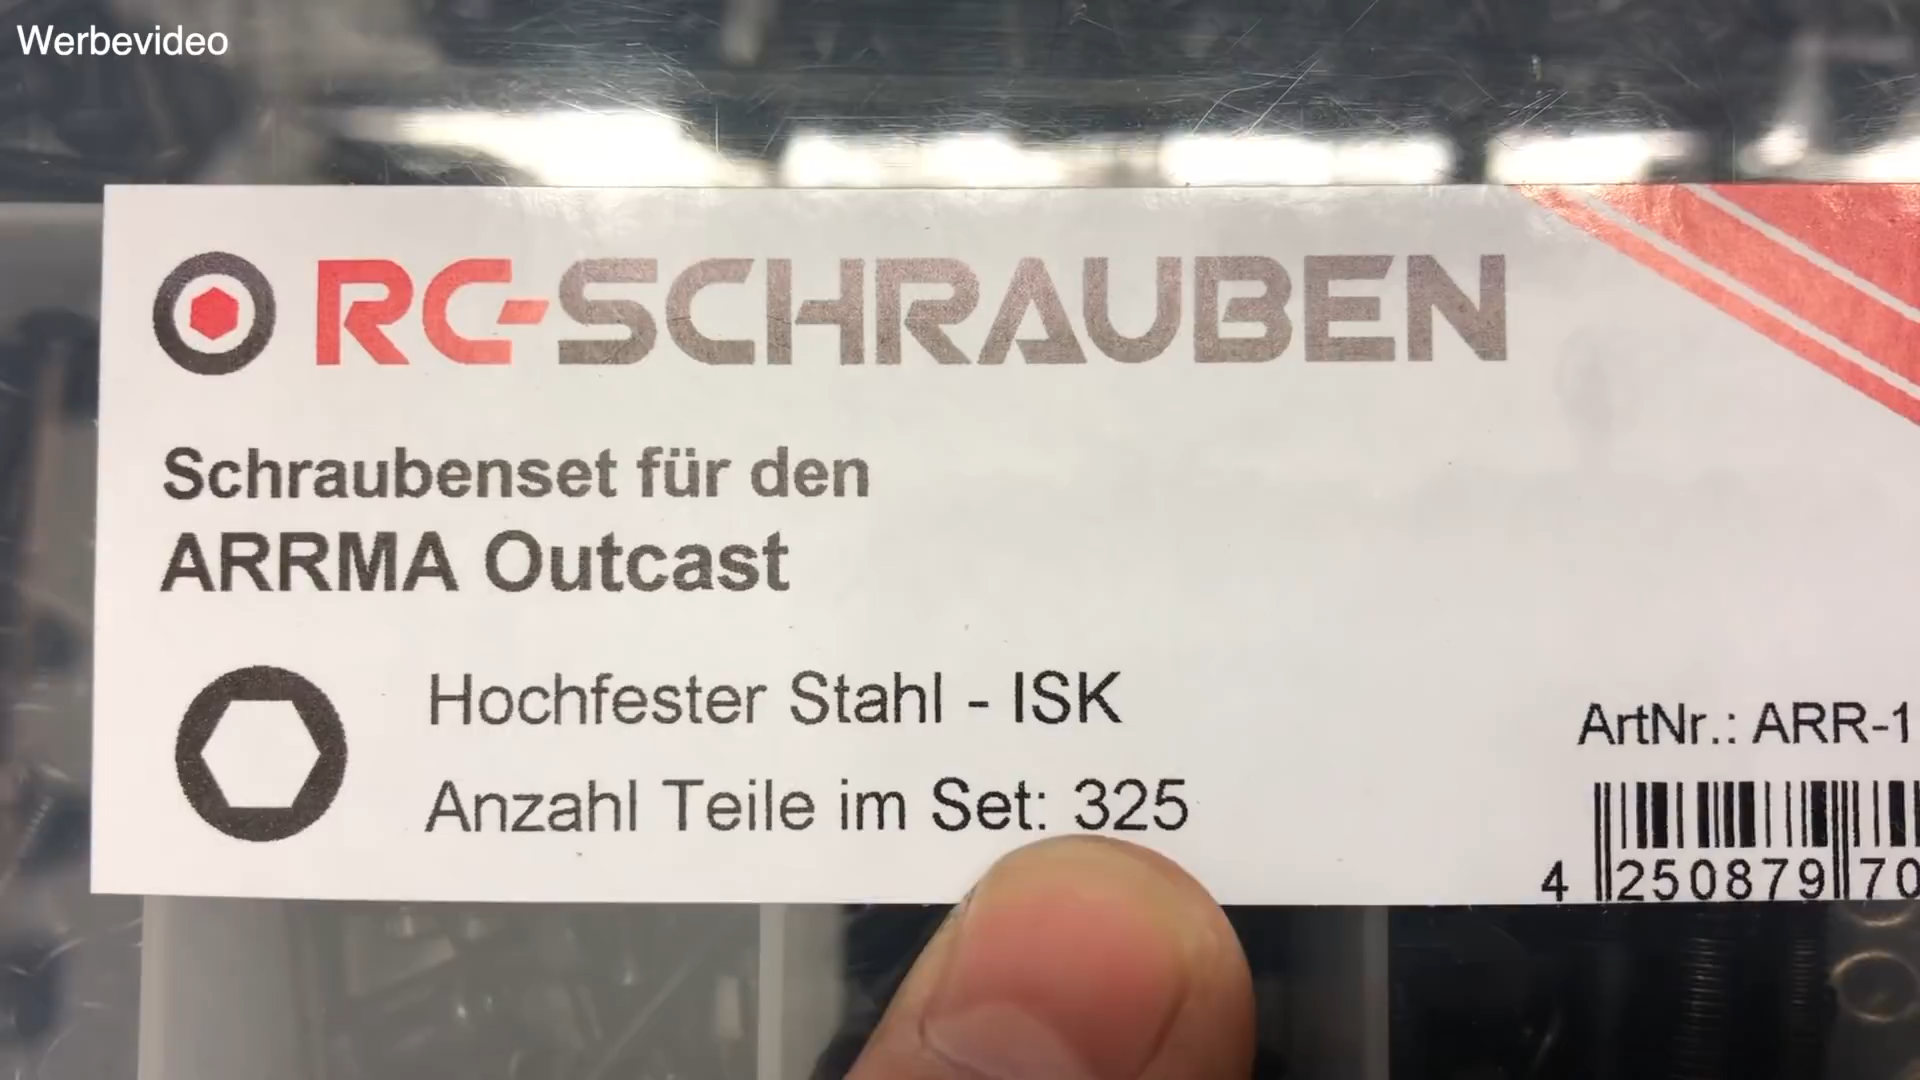 Werbevideo
RC-SCHRAUBEN
Schraubenset für den
ARRMA Outcast
Hochfester Stahl - ISK
Anzahl Teile im Set: 325
ArtNr.: ARR-1
4 250879 70